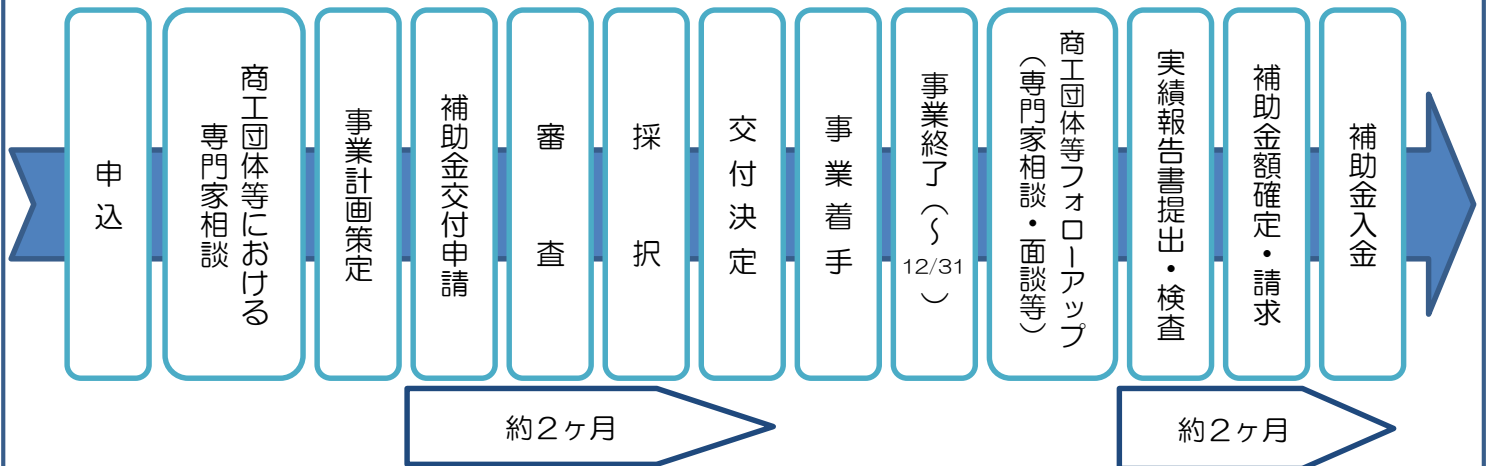 申込
商工団体等における
専門家相談
事業計画策定
補助金交付申請
審査
採択
交付決定
事業着手
事業終了（～12/31）
商工団体等フォローアップ
（専門家相談・面談等）
実績報告書提出・検査
補助金額確定・請求
補助金入金
約２ヶ月
約２ヶ月